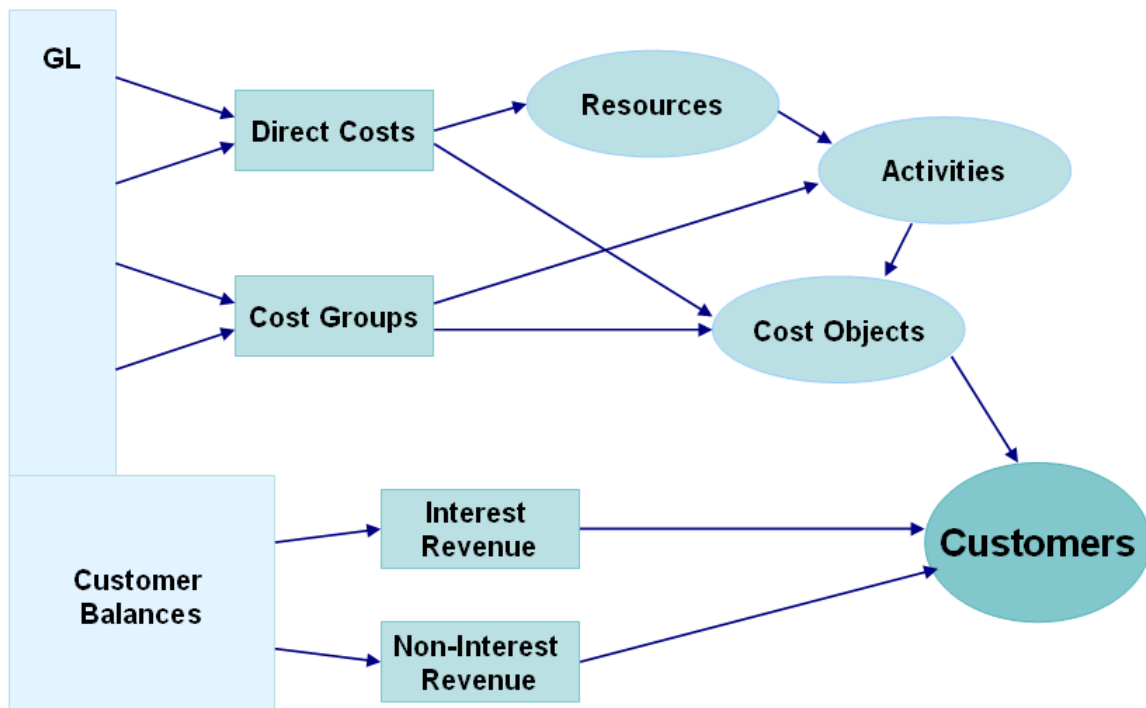 GL
Direct Costs
Resources
Activities
Cost Groups
Cost Objects
Interest
Revenue
Customers
Customer
Balances
Non-Interest
Revenue